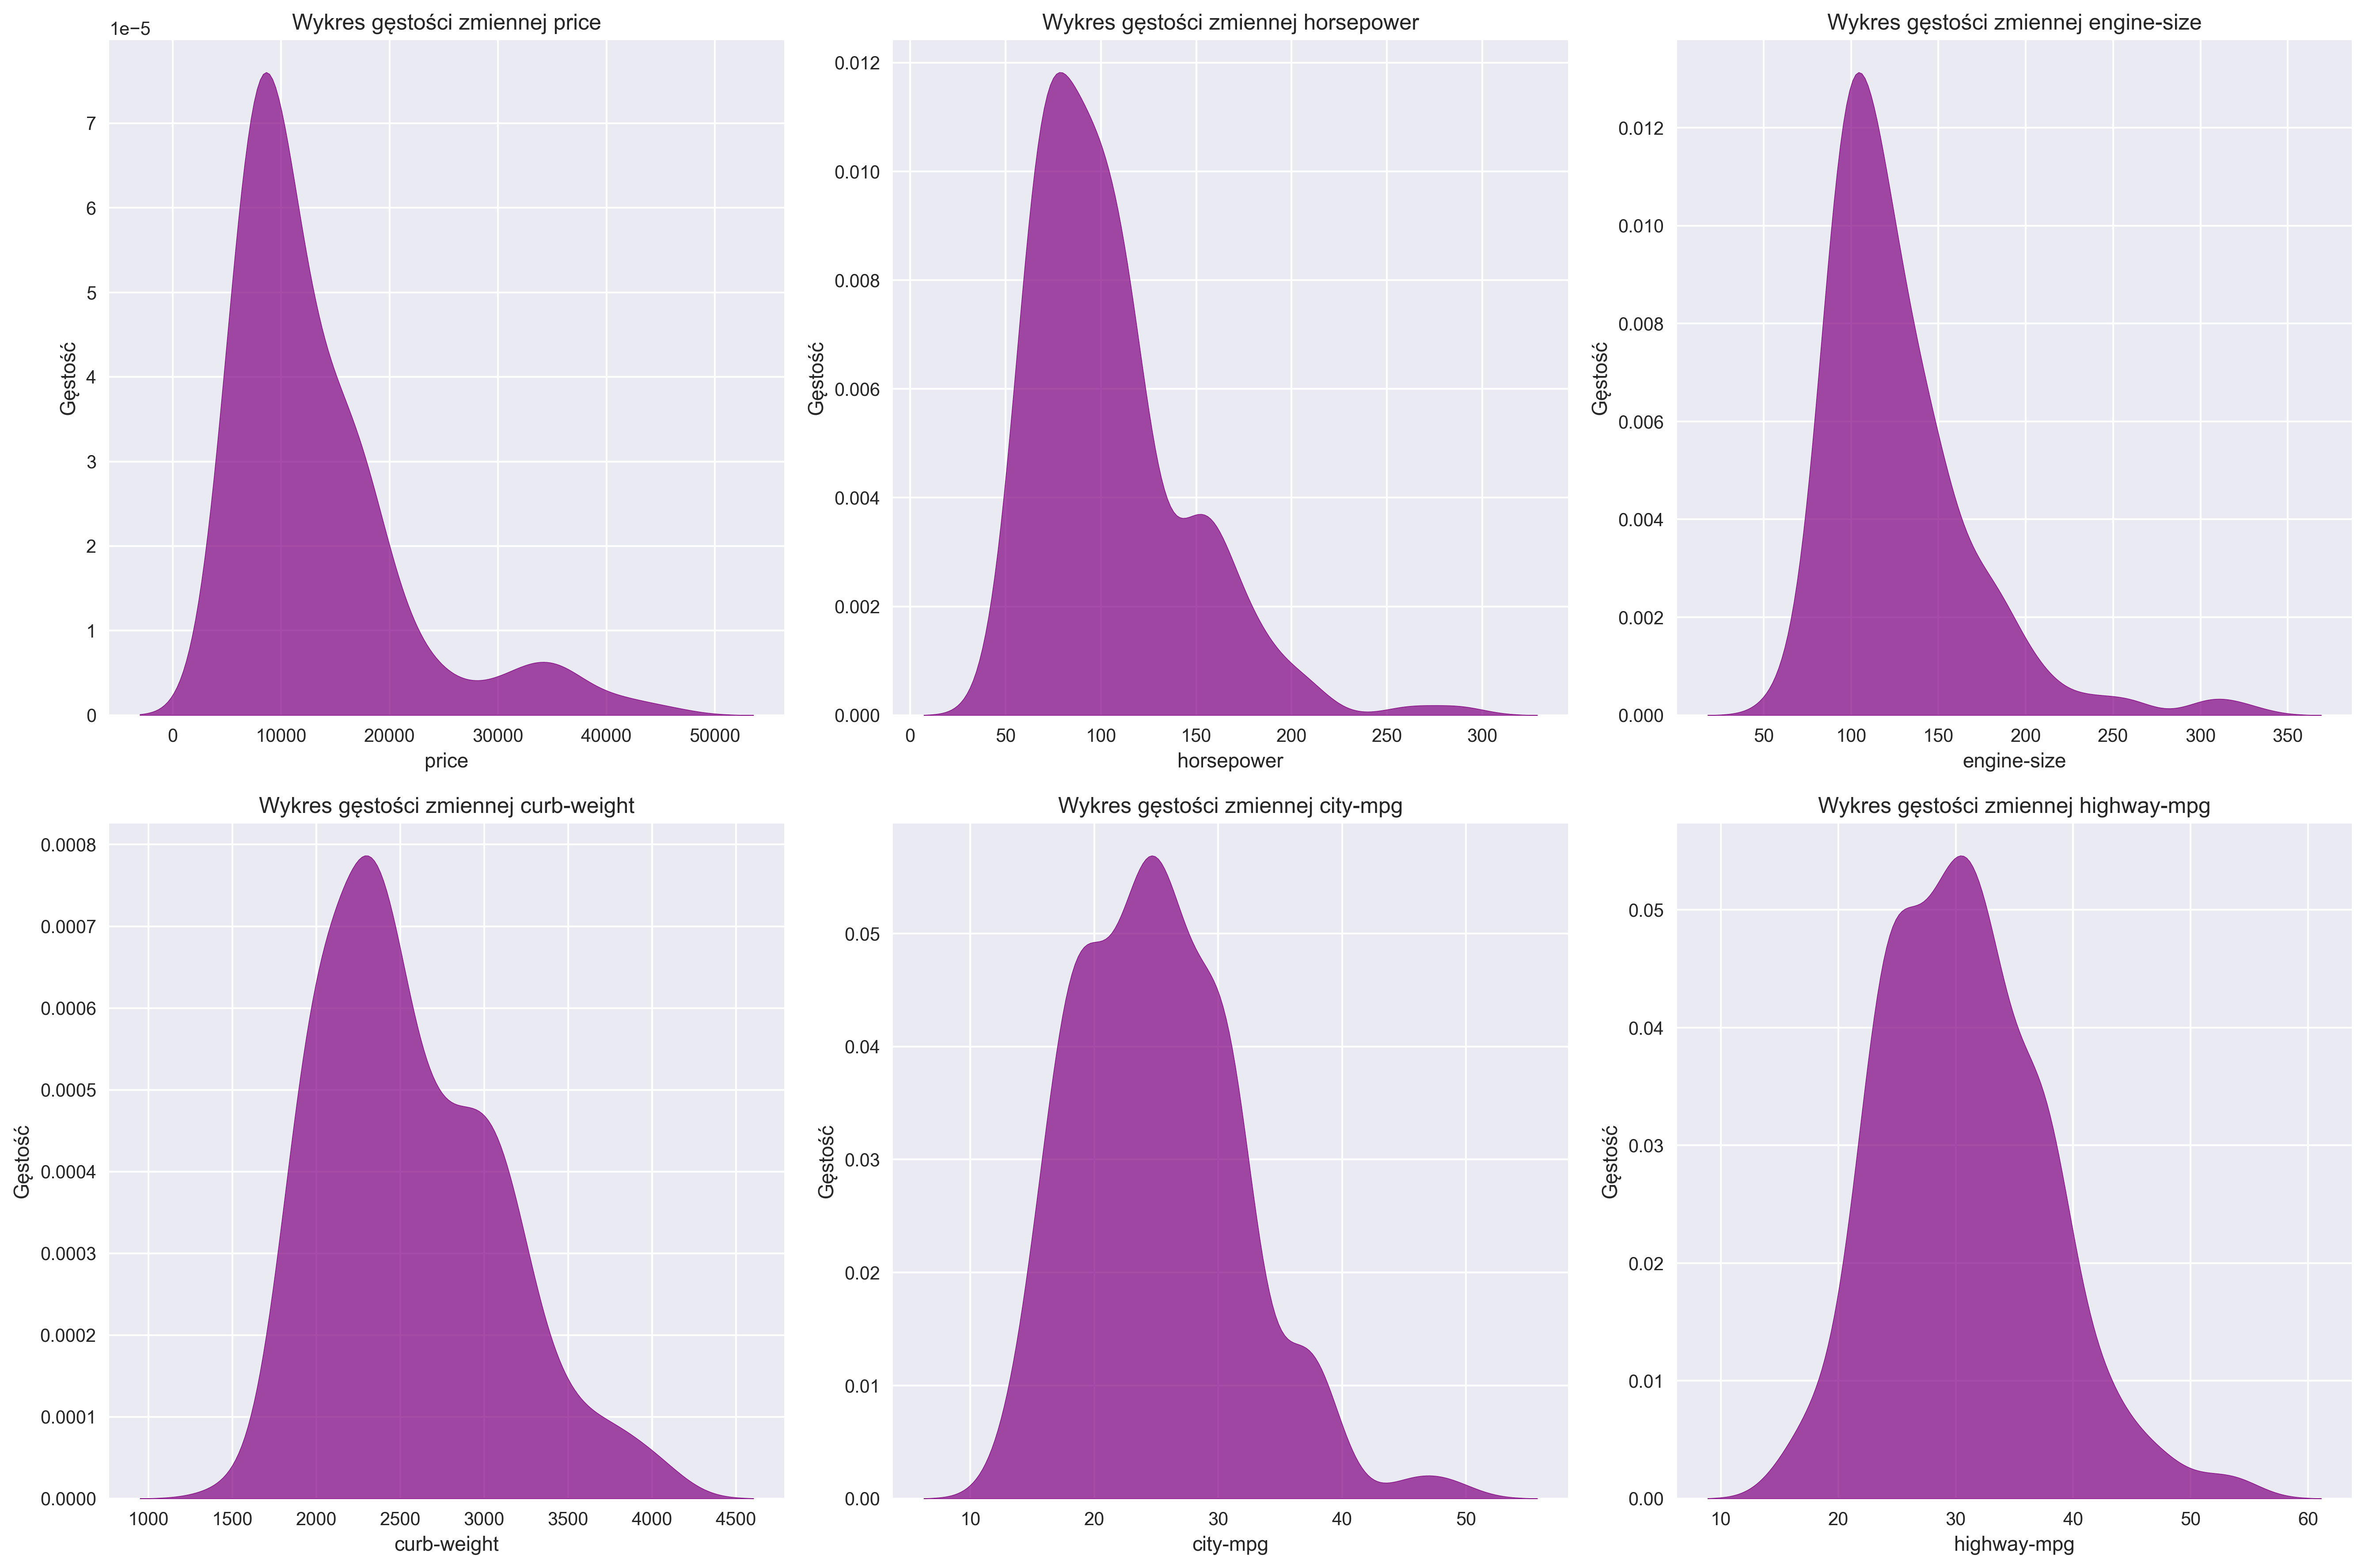 Wykres gęstości zmiennej price
1e−5
7
6
5
4
3
2
1
0
Gęstość
0 10000 20000 30000 40000 50000
price
Wykres gęstości zmiennej horsepower
0.012
0.010
0.008
0.006
0.004
0.002
0.000
Gęstość
0 50 100 150 200 250 300
horsepower
Wykres gęstości zmiennej engine-size
0.012
0.010
0.008
0.006
0.004
0.002
0.000
Gęstość
50 100 150 200 250 300 350
engine-size
Wykres gęstości zmiennej curb-weight
0.0008
0.0007
0.0006
0.0005
0.0004
0.0003
0.0002
0.0001
0.0000
Gęstość
1000 1500 2000 2500 3000 3500 4000 4500
curb-weight
Wykres gęstości zmiennej city-mpg
0.05
0.04
0.03
0.02
0.01
0.00
Gęstość
10 20 30 40 50
city-mpg
Wykres gęstości zmiennej highway-mpg
0.05
0.04
0.03
0.02
0.01
0.00
Gęstość
10 20 30 40 50 60
highway-mpg